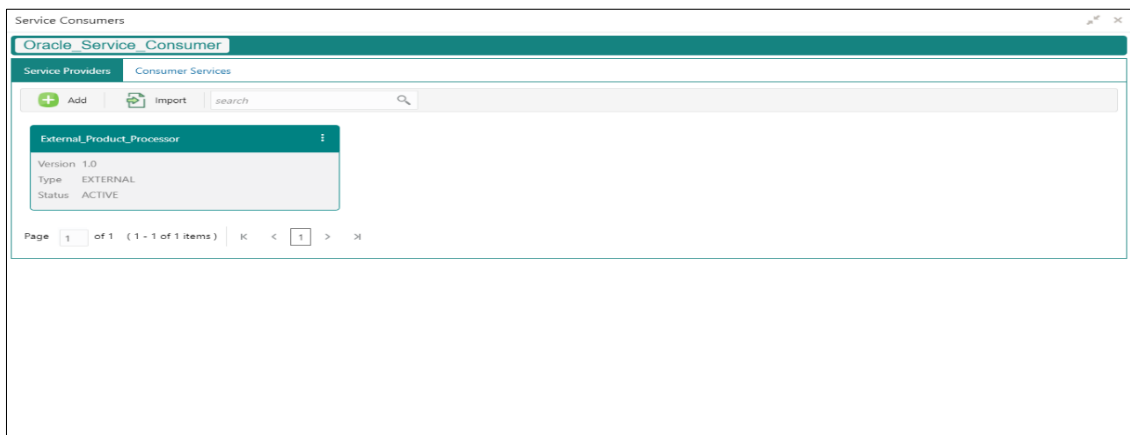 Service Consumers
Oracle_Service_Consumer
Service Providers Consumer Services
Add Import search
External_Product_Processor
Version 1.0
Type EXTERNAL
Status ACTIVE
Page 1 of 1 ( 1 - 1 of 1 items ) 1